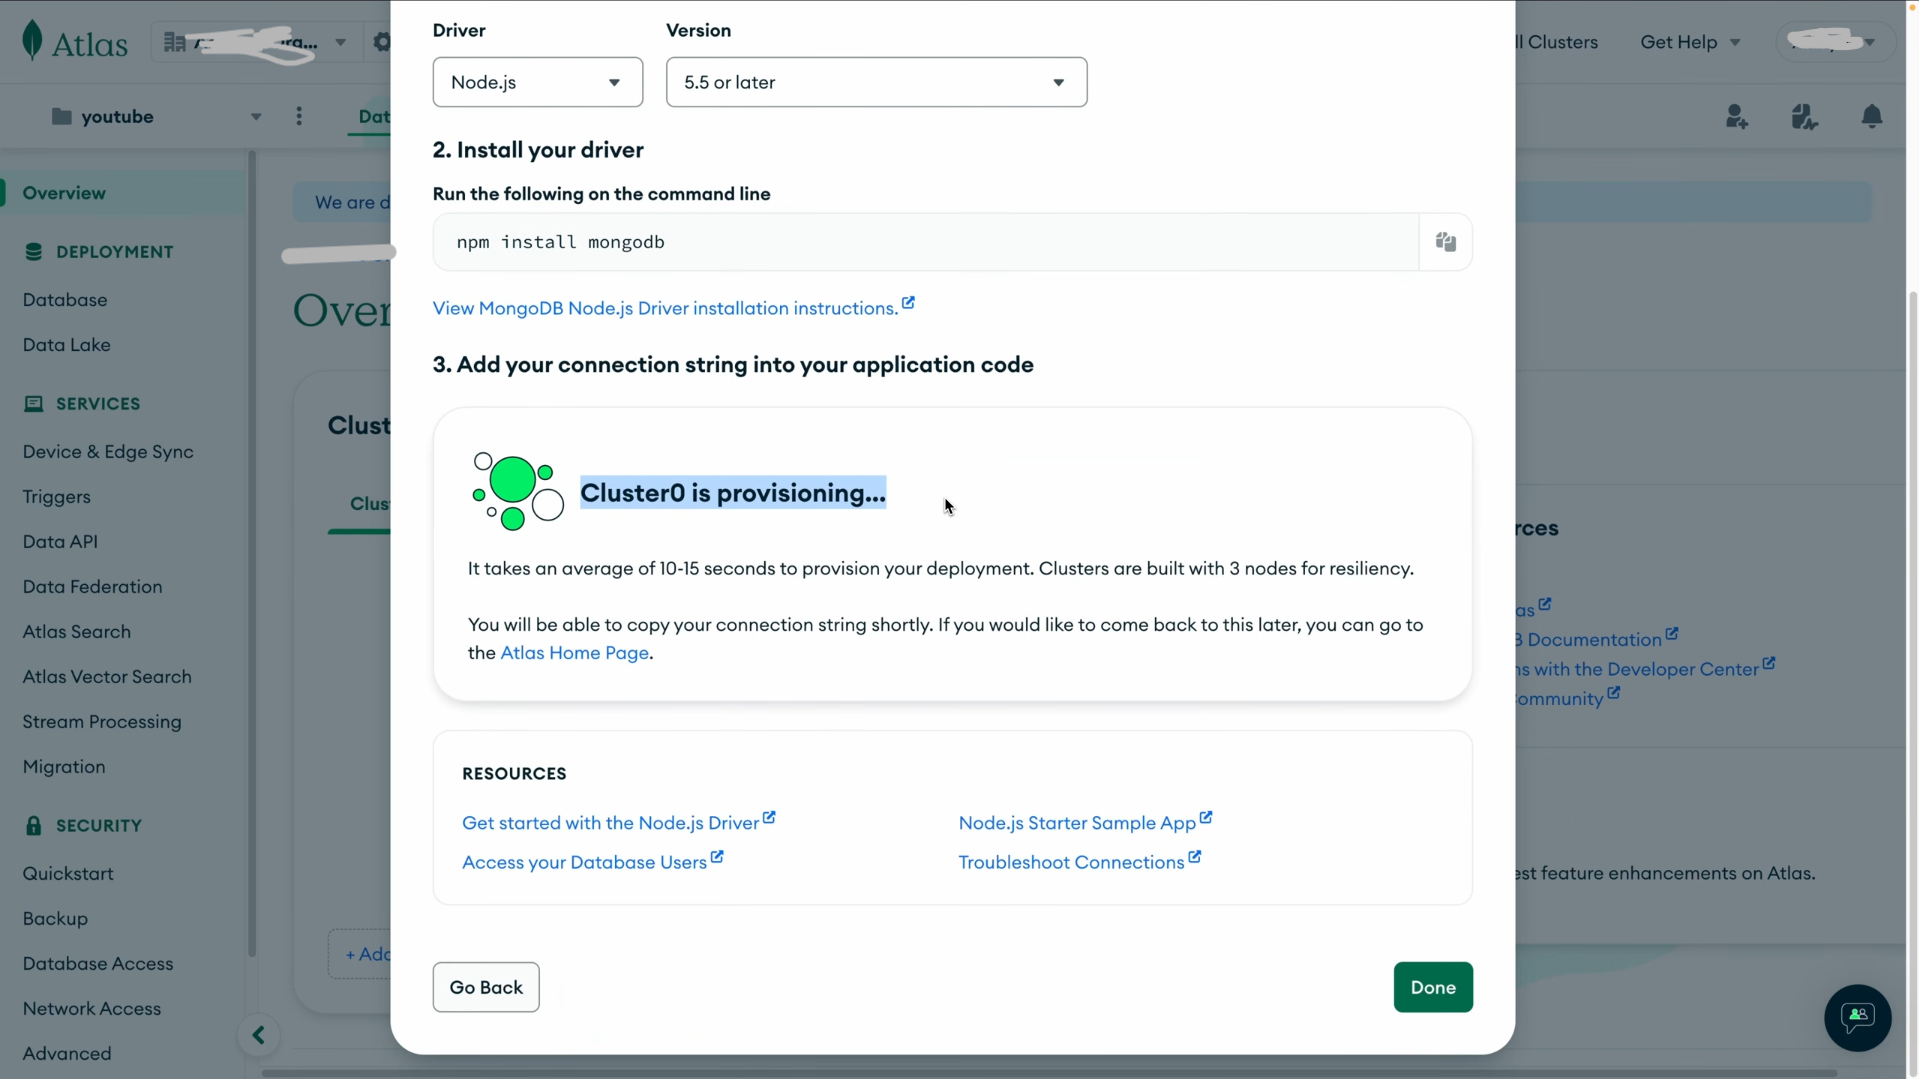 Atlas
ll Clusters
Get Help
youtube
Dat
Overview
DEPLOYMENT
Database
Data Lake
SERVICES
Device & Edge Sync
Triggers
Data API
Data Federation
Atlas Search
Atlas Vector Search
Stream Processing
Migration
SECURITY
Quickstart
Backup
Database Access
Network Access
Advanced
We are d
Over
Clust
Clus
+ Add
Driver
Version
Node.js
5.5 or later
2. Install your driver
Run the following on the command line
npm install mongodb
View MongoDB Node.js Driver installation instructions.
3. Add your connection string into your application code
Cluster0 is provisioning...
It takes an average of 10-15 seconds to provision your deployment. Clusters are built with 3 nodes for resiliency.
You will be able to copy your connection string shortly. If you would like to come back to this later, you can go to
the Atlas Home Page.
RESOURCES
Get started with the Node.js Driver
Node.js Starter Sample App
Access your Database Users
Troubleshoot Connections
Go Back
Done
rces
as
B Documentation
ns with the Developer Center
ommunity
est feature enhancements on Atlas.